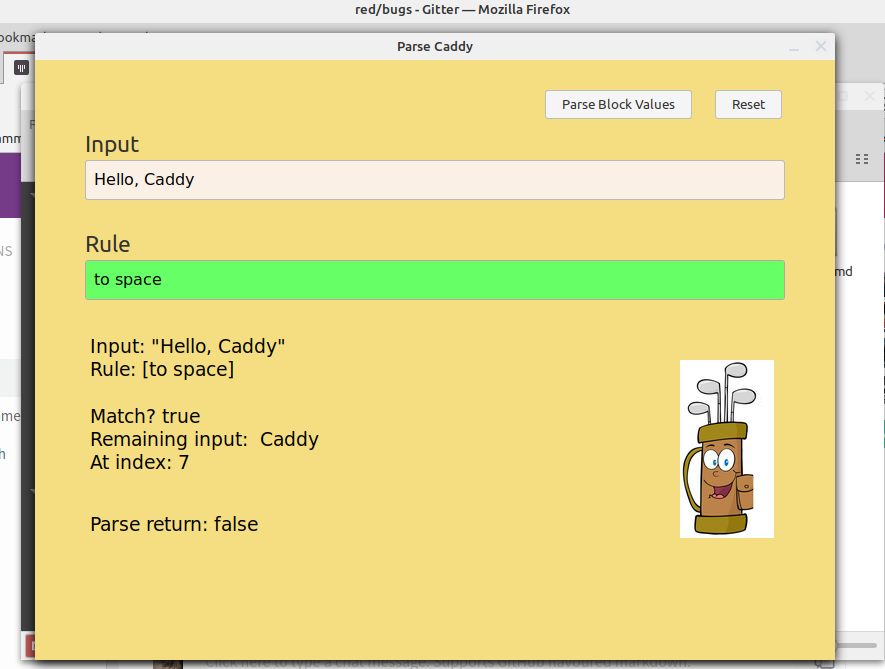 red/bugs - Gitter — Mozilla Firefox
Parse Caddy
Parse Block Values
Reset
Input
Hello, Caddy
Rule
to space
md
Input: "Hello, Caddy"
Rule: [to space]
Match? true
Remaining input:  Caddy
At index: 7
Parse return: false
Click here to type a chat message. Supports GitHub flavoured markdown.